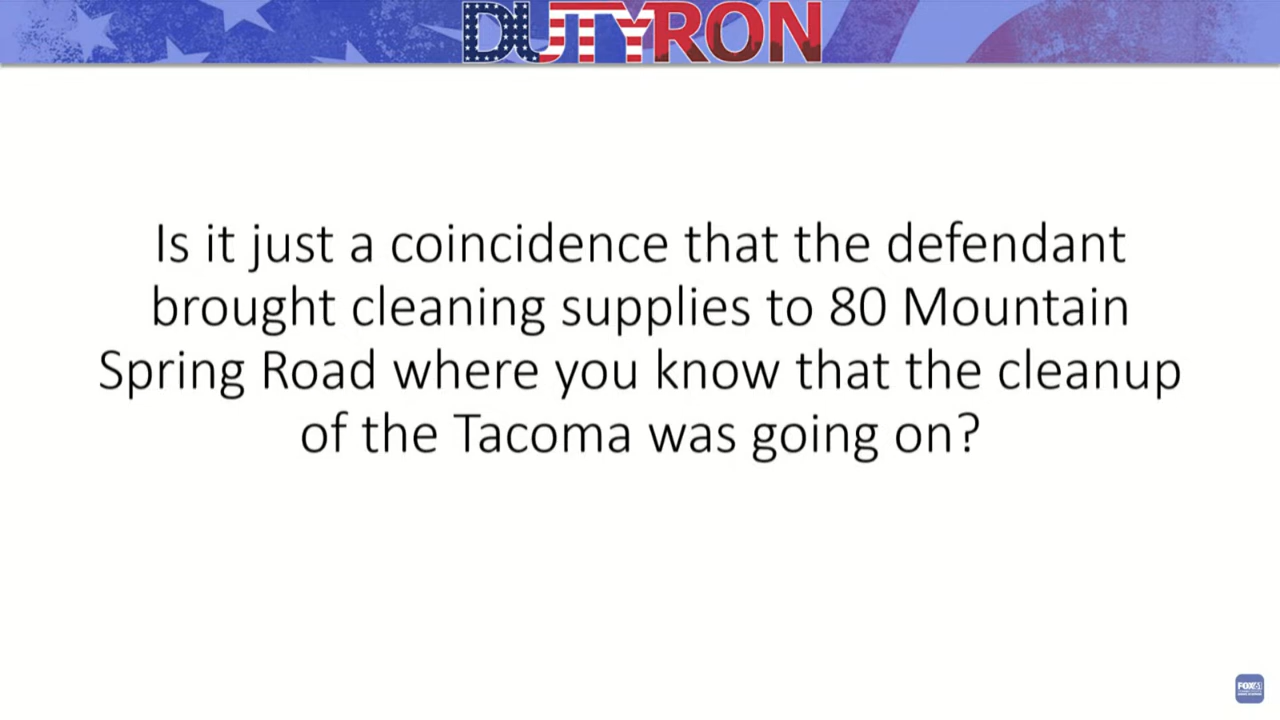 DUTYRON
Is it just a coincidence that the defendant
brought cleaning supplies to 80 Mountain
Spring Road where you know that the cleanup
of the Tacoma was going on?
FOX61